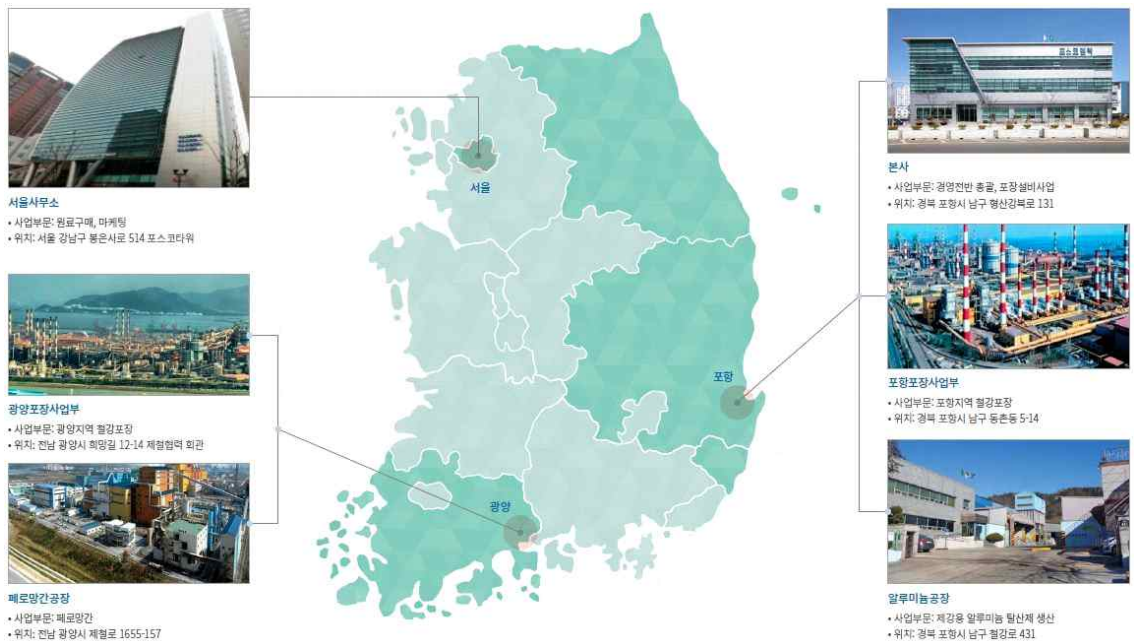 서울사무소
• 사업부문: 원료구매, 마케팅
• 위치: 서울 강남구 봉은사로 514 포스코타워
광양포장사업부
• 사업부문: 광양지역 철강포장
• 위치: 전남 광양시 희망길 12-14 제철협력 회관
페로망간공장
• 사업부문: 페로망간
• 위치: 전남 광양시 제철로 1655-157
서울
포항
광양
포스코엠텍
본사
• 사업부문: 경영전반 총괄, 포장설비사업
• 위치: 경북 포항시 남구 형산강북로 131
포항포장사업부
• 사업부문: 포항지역 철강포장
• 위치: 경북 포항시 남구 동촌동 5-14
알루미늄공장
• 사업부문: 제강용 알루미늄 탈산제 생산
• 위치: 경북 포항시 남구 철강로 431